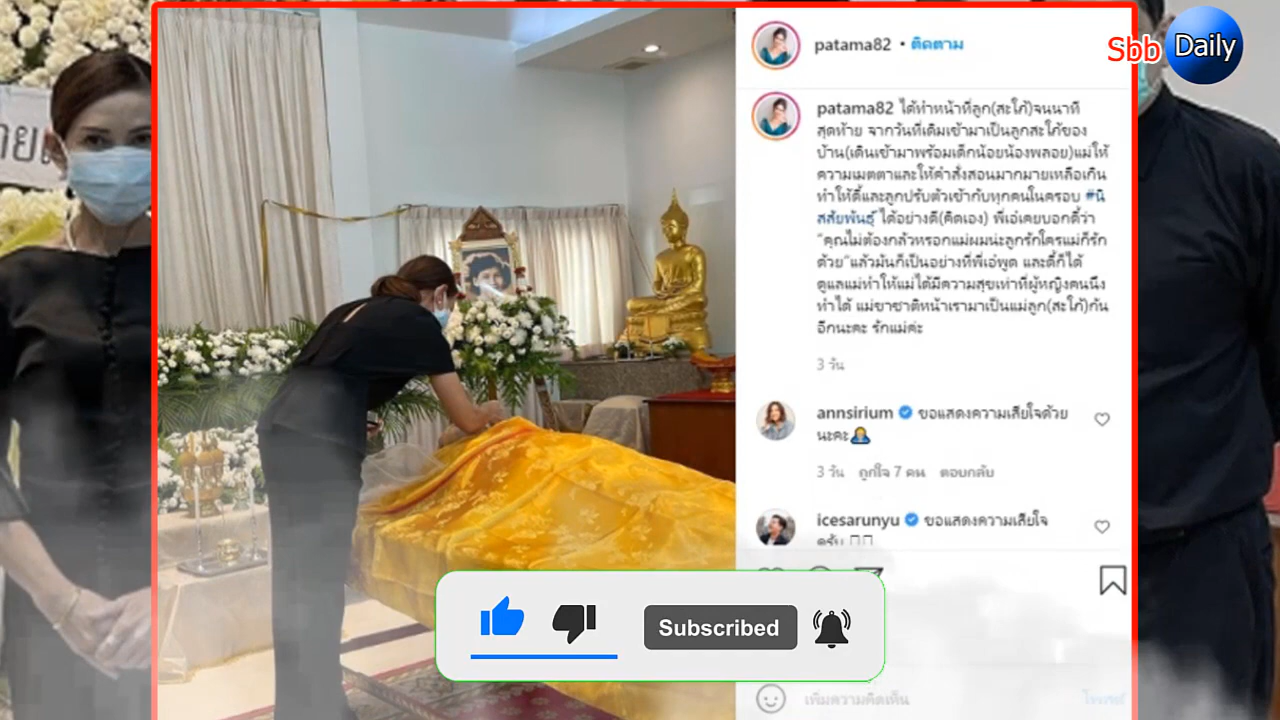 Sbb Daily
patama82 • ติดตาม
patama82 ได้ทำหน้าที่ลูก(สะใภ้)จนนาที
สุดท้าย จากวันที่เดินเข้ามาเป็นลูกสะใภ้ของ
บ้าน(เดินเข้ามาพร้อมเด็กน้อยน้องพลอย)แม่ให้
ความเมตตาและให้คำสั่งสอนมากมายเหลือเกิน
ทำให้ดี้และลูกปรับตัวเข้ากับทุกคนในครอบ #นิ
สสัยพันธุ์ ได้อย่างดี(คิดเอง) พี่เอ่เคยบอกดี้ว่า
“คุณไม่ต้องกลัวหรอกแม่ผมน่ะลูกรักใครแม่ก็รัก
ด้วย”แล้วมันก็เป็นอย่างที่พี่เอ่พูด และดี้ก็ได้
ดูแลแม่ทำให้แม่ได้มีความสุขเท่าที่ผู้หญิงคนนึง
ทำได้ แม่ขาชาติหน้าเรามาเป็นแม่ลูก(สะใภ้)กัน
อีกนะคะ รักแม่ค่ะ
3 วัน
annsirium ขอแสดงความเสียใจด้วย
นะคะ
3 วัน ถูกใจ 7 คน ตอบกลับ
icesarunyu ขอแสดงความเสียใจ
ครับ
Subscribed
เพิ่มความคิดเห็น
โพสต์